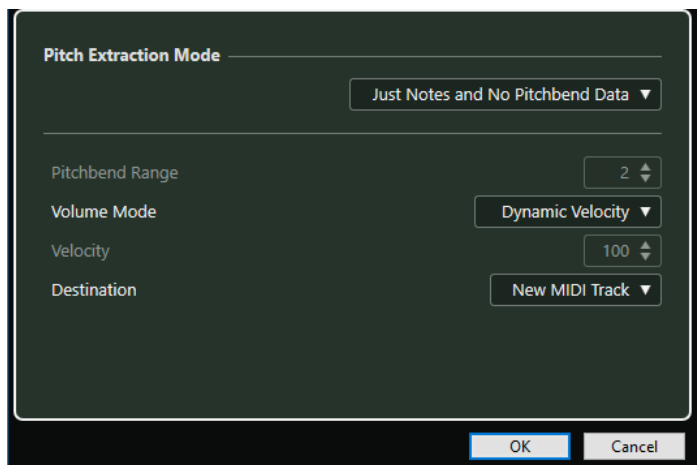 Pitch Extraction Mode
Just Notes and No Pitchbend Data
Pitchbend Range 2
Volume Mode Dynamic Velocity
Velocity 100
Destination New MIDI Track
OK Cancel